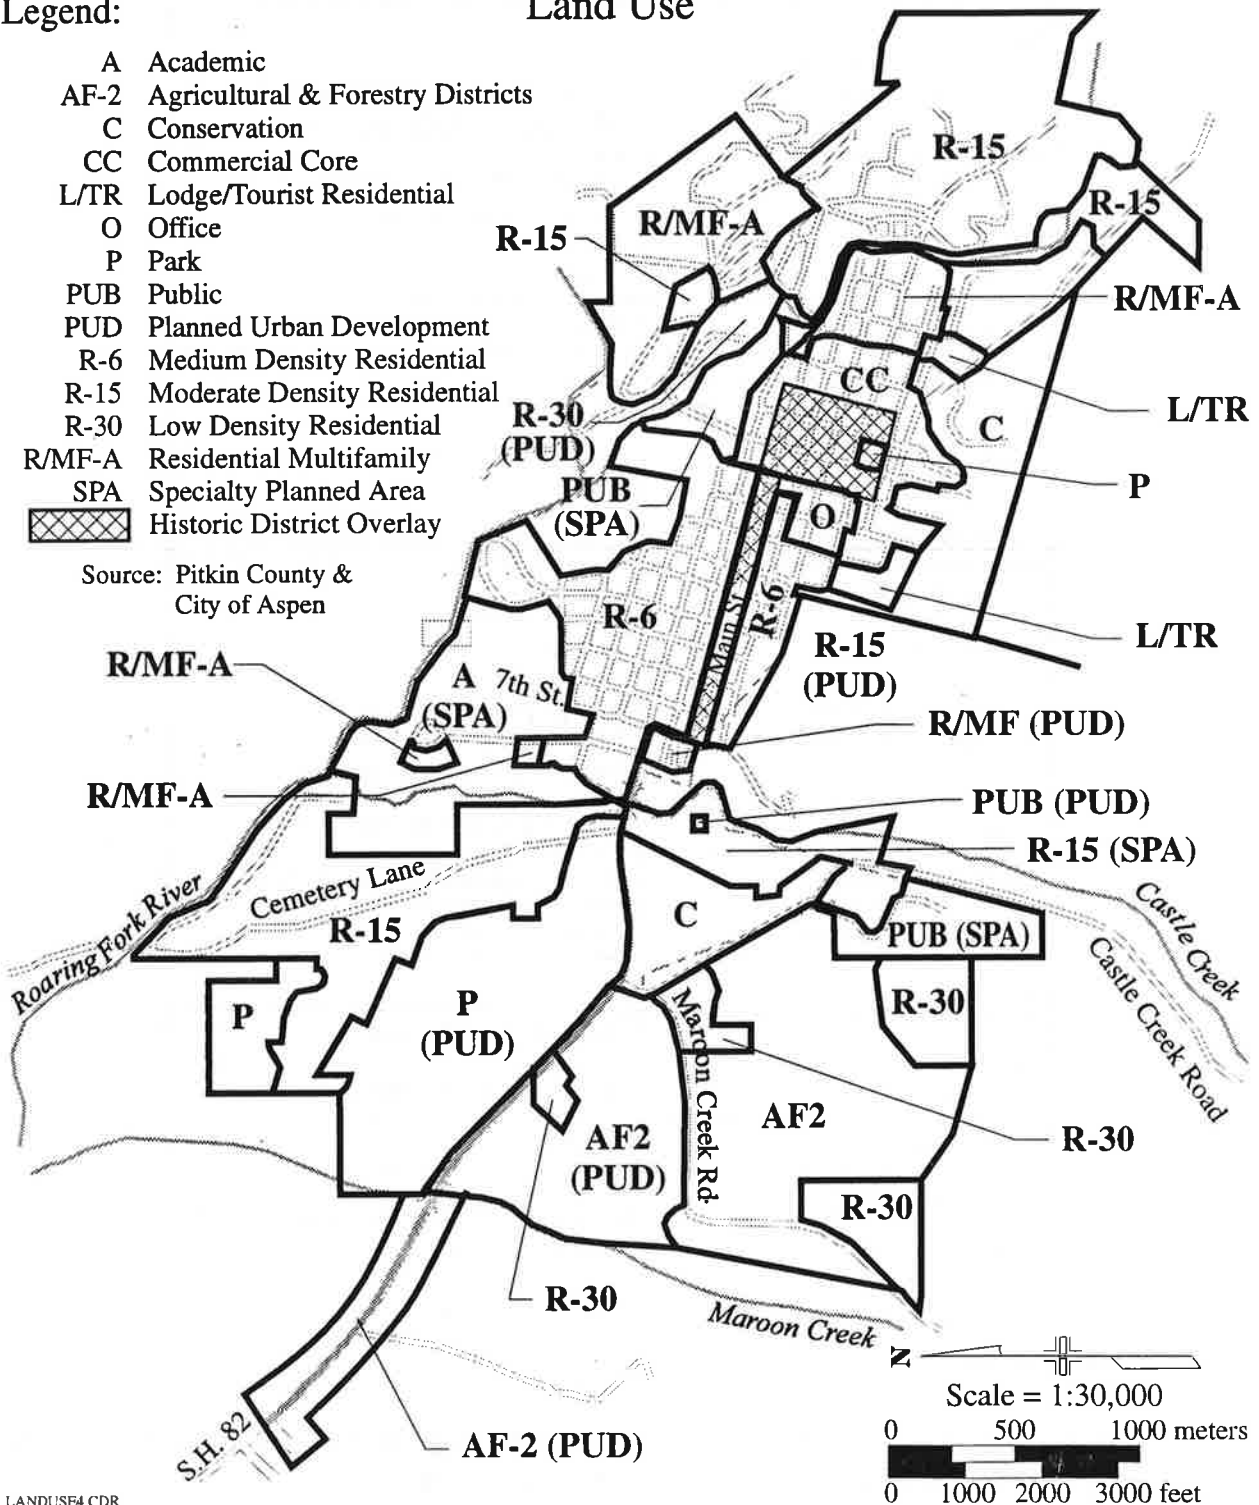 Land Use
Legend:
A Academic
AF-2 Agricultural & Forestry Districts
C Conservation
CC Commercial Core
L/TR Lodge/Tourist Residential
O Office
P Park
PUB Public
PUD Planned Urban Development
R-6 Medium Density Residential
R-15 Moderate Density Residential
R-30 Low Density Residential
R/MF-A Residential Multifamily
SPA Specialty Planned Area
Historic District Overlay
Source: Pitkin County &
City of Aspen
R-15
R-15
R/MF-A
R-15
R/MF-A
CC
L/TR
R-30
(PUD)
C
P
PUB
(SPA)
O
R-6
R-6
Main St
L/TR
R-15
(PUD)
R/MF-A
A
(SPA)
7th St.
R/MF (PUD)
R/MF-A
PUB (PUD)
R-15 (SPA)
Cemetery Lane
Roaring Fork River
R-15
C
PUB (SPA)
Castle Creek
Castle Creek Road
P
P
(PUD)
R-30
Maroon Creek Rd.
AF2
(PUD)
AF2
R-30
R-30
R-30
Maroon Creek
S.H. 82
AF-2 (PUD)
N
Scale = 1:30,000
0 500 1000 meters
0 1000 2000 3000 feet
LANDUSE4.CDR